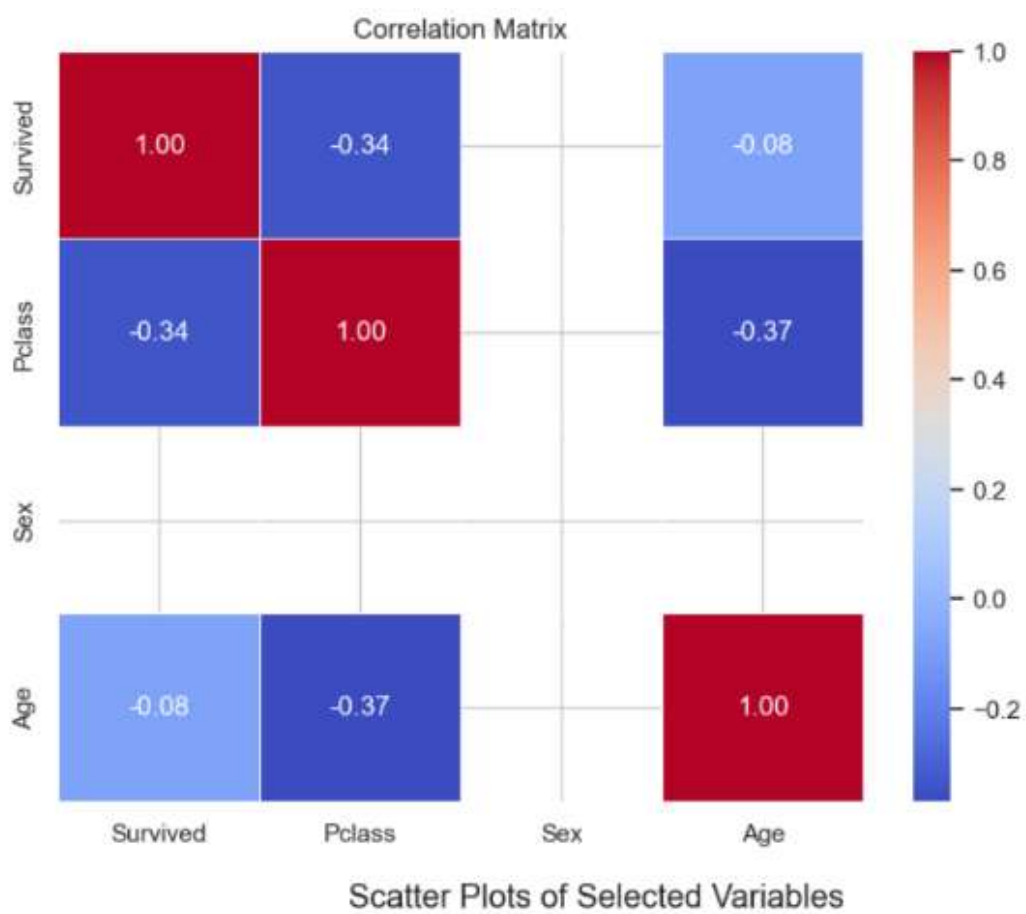 Correlation Matrix
Survived 1.00 -0.34 -0.08
Pclass -0.34 1.00 -0.37
Sex
Age -0.08 -0.37 1.00
Survived Pclass Sex Age
1.0
0.8
0.6
0.4
0.2
0.0
−0.2
Scatter Plots of Selected Variables